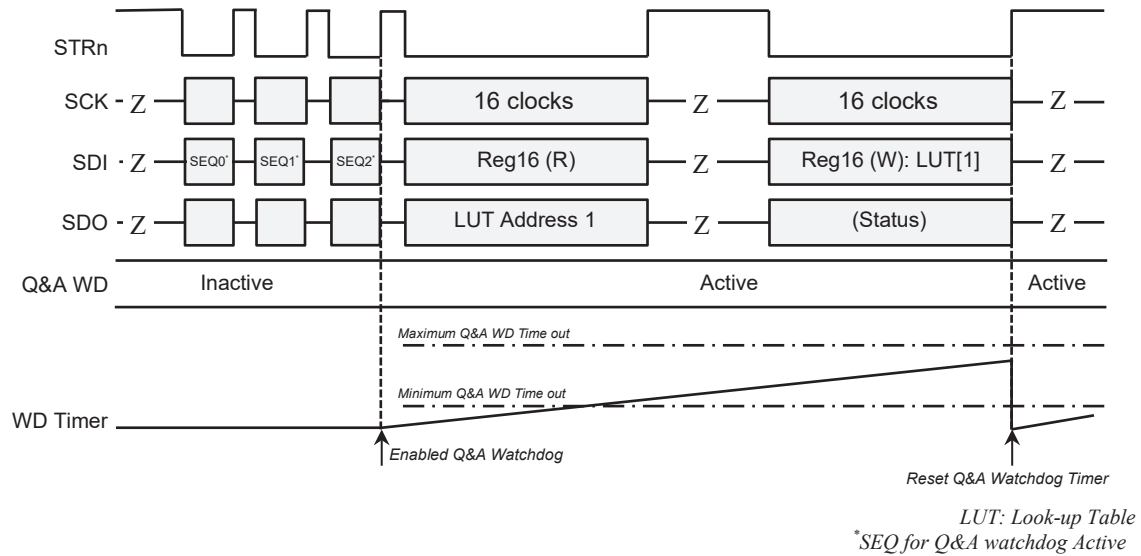 STRn
SCK Z 16 clocks Z 16 clocks Z
SDI Z SEQ0* SEQ1* SEQ2* Reg16 (R) Z Reg16 (W): LUT[1] Z
SDO Z LUT Address 1 Z (Status) Z
Q&A WD Inactive Active Active
Maximum Q&A WD Time out
Minimum Q&A WD Time out
WD Timer
Enabled Q&A Watchdog
Reset Q&A Watchdog Timer
LUT: Look-up Table
*SEQ for Q&A watchdog Active